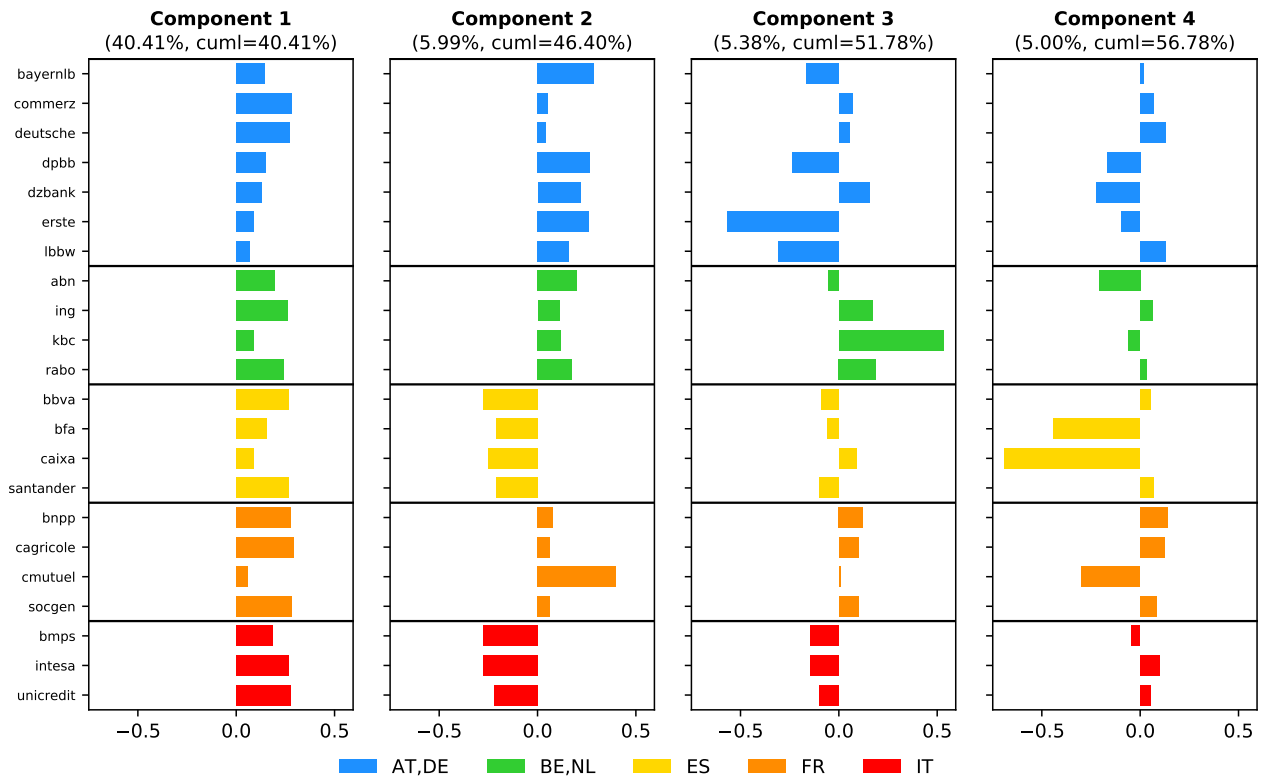 Component 1 Component 2 Component 3 Component 4
(40.41%, cuml=40.41%) (5.99%, cuml=46.40%) (5.38%, cuml=51.78%) (5.00%, cuml=56.78%)
bayernlb
commerz
deutsche
dpbb
dzbank
erste
lbbw
abn
ing
kbc
rabo
bbva
bfa
caixa
santander
bnpp
cagricole
cmutuel
socgen
bmps
intesa
unicredit
−0.5 0.0 0.5 −0.5 0.0 0.5 −0.5 0.0 0.5 −0.5 0.0 0.5
AT,DE BE,NL ES FR IT